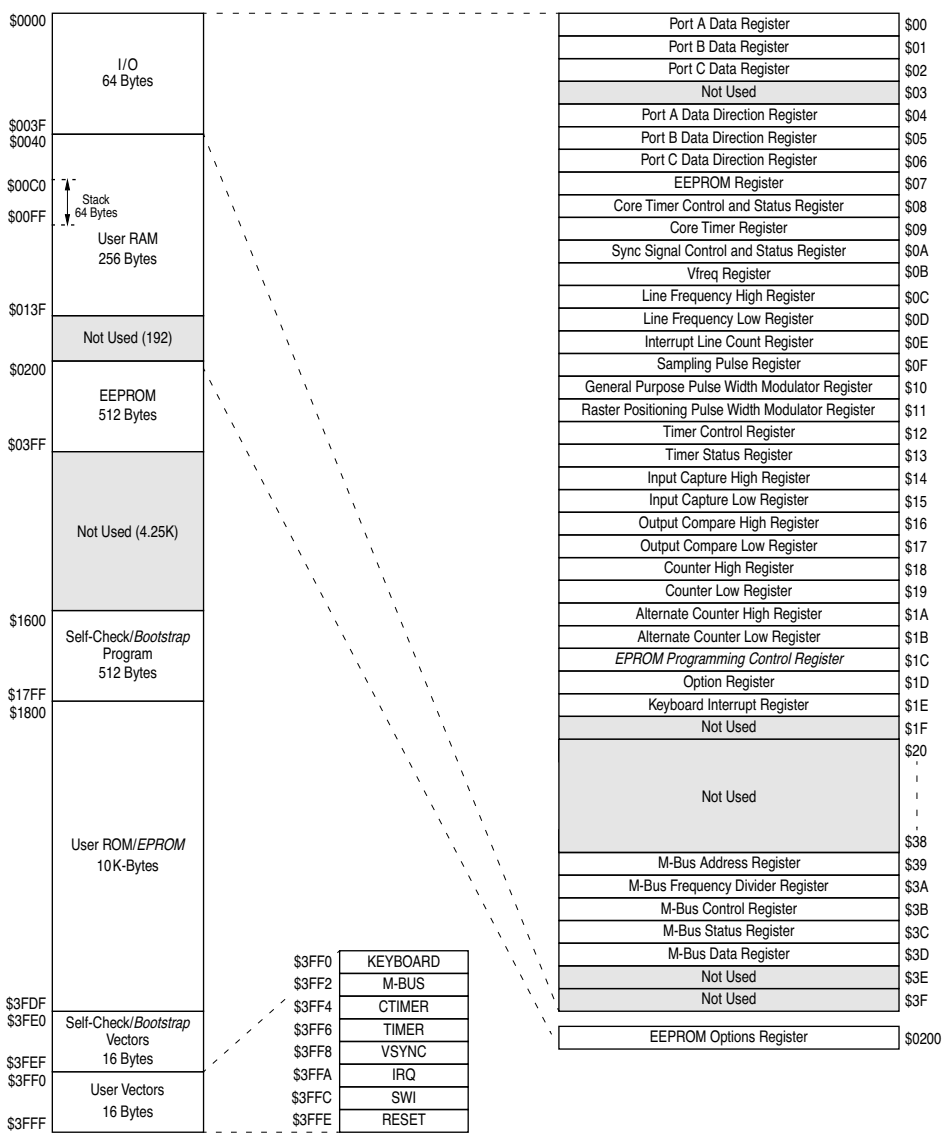 $0000
I/O
64 Bytes
$003F
$0040
$00C0
Stack
64 Bytes
$00FF
User RAM
256 Bytes
$013F
Not Used (192)
$0200
EEPROM
512 Bytes
$03FF
Not Used (4.25K)
$1600
Self-Check/Bootstrap
Program
512 Bytes
$17FF
$1800
User ROM/EPROM
10K-Bytes
$3FDF
$3FE0
Self-Check/Bootstrap
Vectors
16 Bytes
$3FEF
$3FF0
User Vectors
16 Bytes
$3FFF
$3FF0 KEYBOARD
$3FF2 M-BUS
$3FF4 CTIMER
$3FF6 TIMER
$3FF8 VSYNC
$3FFA IRQ
$3FFC SWI
$3FFE RESET
Port A Data Register $00
Port B Data Register $01
Port C Data Register $02
Not Used $03
Port A Data Direction Register $04
Port B Data Direction Register $05
Port C Data Direction Register $06
EEPROM Register $07
Core Timer Control and Status Register $08
Core Timer Register $09
Sync Signal Control and Status Register $0A
Vfreq Register $0B
Line Frequency High Register $0C
Line Frequency Low Register $0D
Interrupt Line Count Register $0E
Sampling Pulse Register $0F
General Purpose Pulse Width Modulator Register $10
Raster Positioning Pulse Width Modulator Register $11
Timer Control Register $12
Timer Status Register $13
Input Capture High Register $14
Input Capture Low Register $15
Output Compare High Register $16
Output Compare Low Register $17
Counter High Register $18
Counter Low Register $19
Alternate Counter High Register $1A
Alternate Counter Low Register $1B
EPROM Programming Control Register $1C
Option Register $1D
Keyboard Interrupt Register $1E
Not Used $1F
$20
Not Used
$38
M-Bus Address Register $39
M-Bus Frequency Divider Register $3A
M-Bus Control Register $3B
M-Bus Status Register $3C
M-Bus Data Register $3D
Not Used $3E
Not Used $3F
EEPROM Options Register $0200